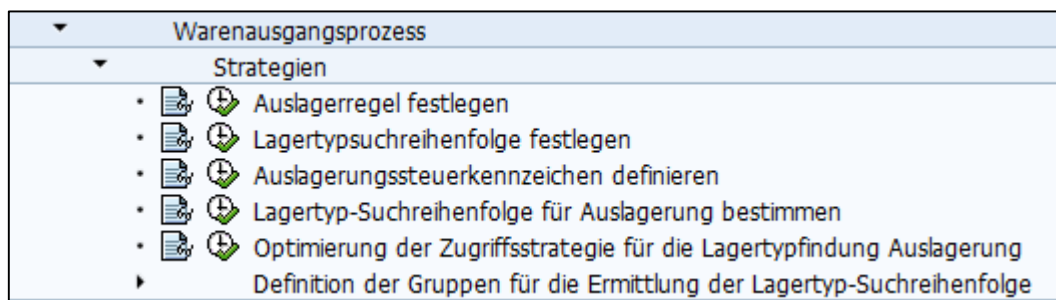 Warenausgangsprozess
Strategien
Auslagerregel festlegen
Lagertypsuchreihenfolge festlegen
Auslagerungssteuerkennzeichen definieren
Lagertyp-Suchreihenfolge für Auslagerung bestimmen
Optimierung der Zugriffsstrategie für die Lagertypfindung Auslagerung
Definition der Gruppen für die Ermittlung der Lagertyp-Suchreihenfolge